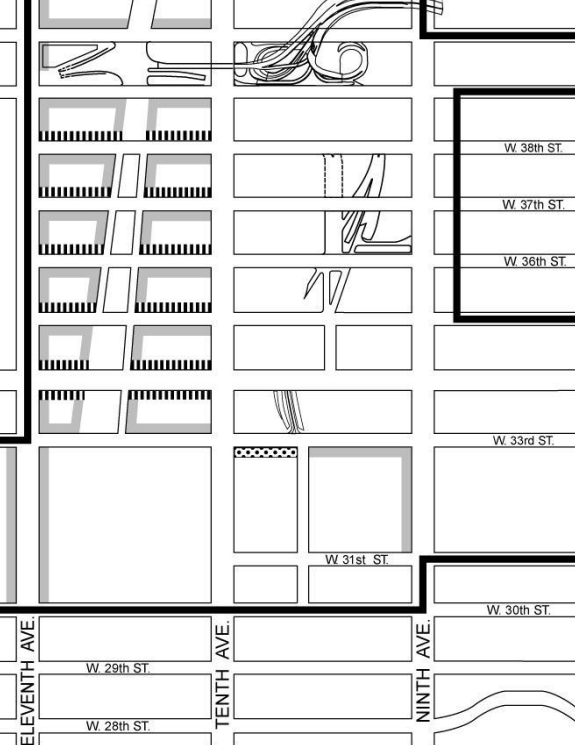 W. 38th ST.
W. 37th ST.
W. 36th ST.
W. 33rd ST.
W. 31st ST.
W. 30th ST.
ELEVENTH AVE.
TENTH AVE.
NINTH AVE.
W. 29th ST.
W. 28th ST.